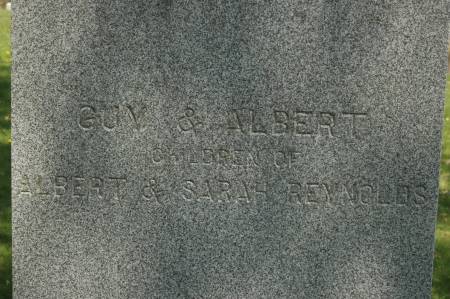 GUY & ALBERT
CHILDREN OF
ALBERT & SARAH REYNOLDS